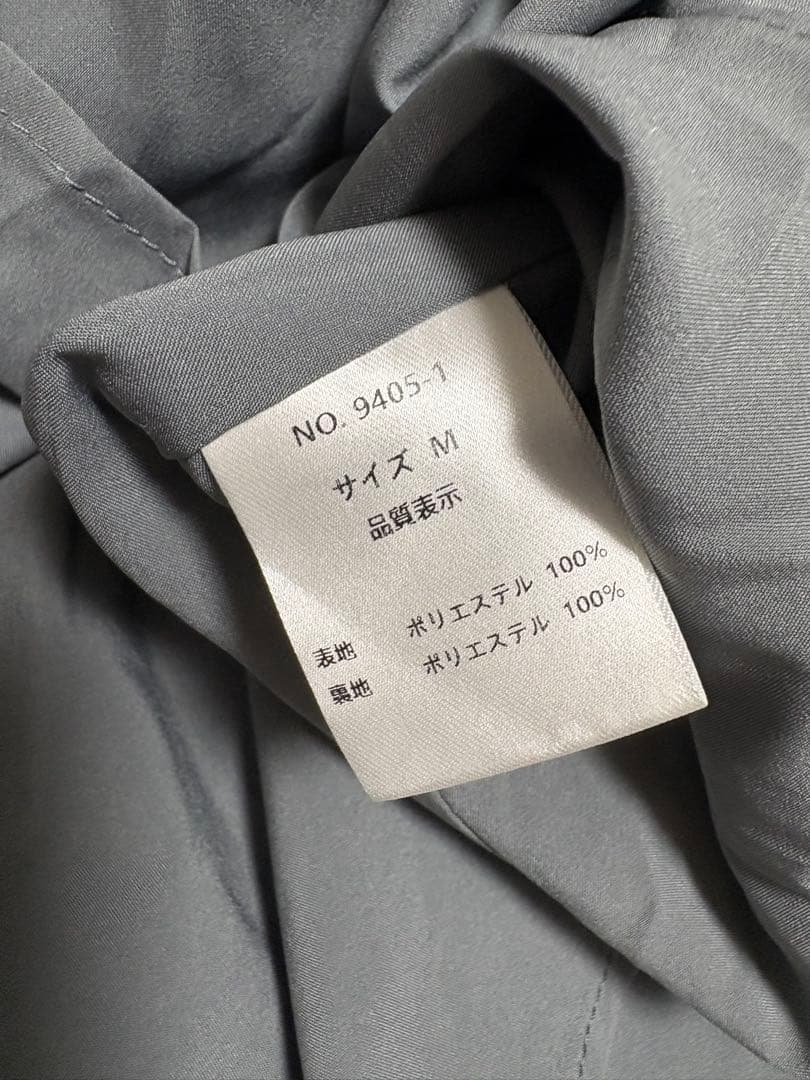 NO. 9405-1
サイズ M
品質表示
表地 ポリエステル 100%
裏地 ポリエステル 100%